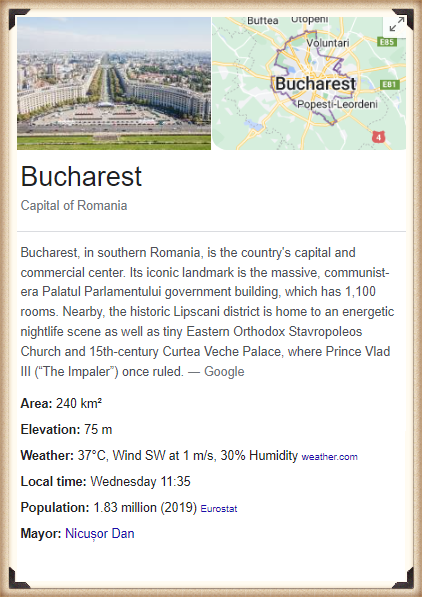 Buftea
Otopeni
Voluntari
E85
Bucharest
E81
Popești-Leordeni
4
Bucharest
Capital of Romania
Bucharest, in southern Romania, is the country's capital and
commercial center. Its iconic landmark is the massive, communist-
era Palatul Parlamentului government building, which has 1,100
rooms. Nearby, the historic Lipscani district is home to an energetic
nightlife scene as well as tiny Eastern Orthodox Stavropoleos
Church and 15th-century Curtea Veche Palace, where Prince Vlad
III (“The Impaler”) once ruled. — Google
Area: 240 km²
Elevation: 75 m
Weather: 37°C, Wind SW at 1 m/s, 30% Humidity weather.com
Local time: Wednesday 11:35
Population: 1.83 million (2019) Eurostat
Mayor: Nicușor Dan